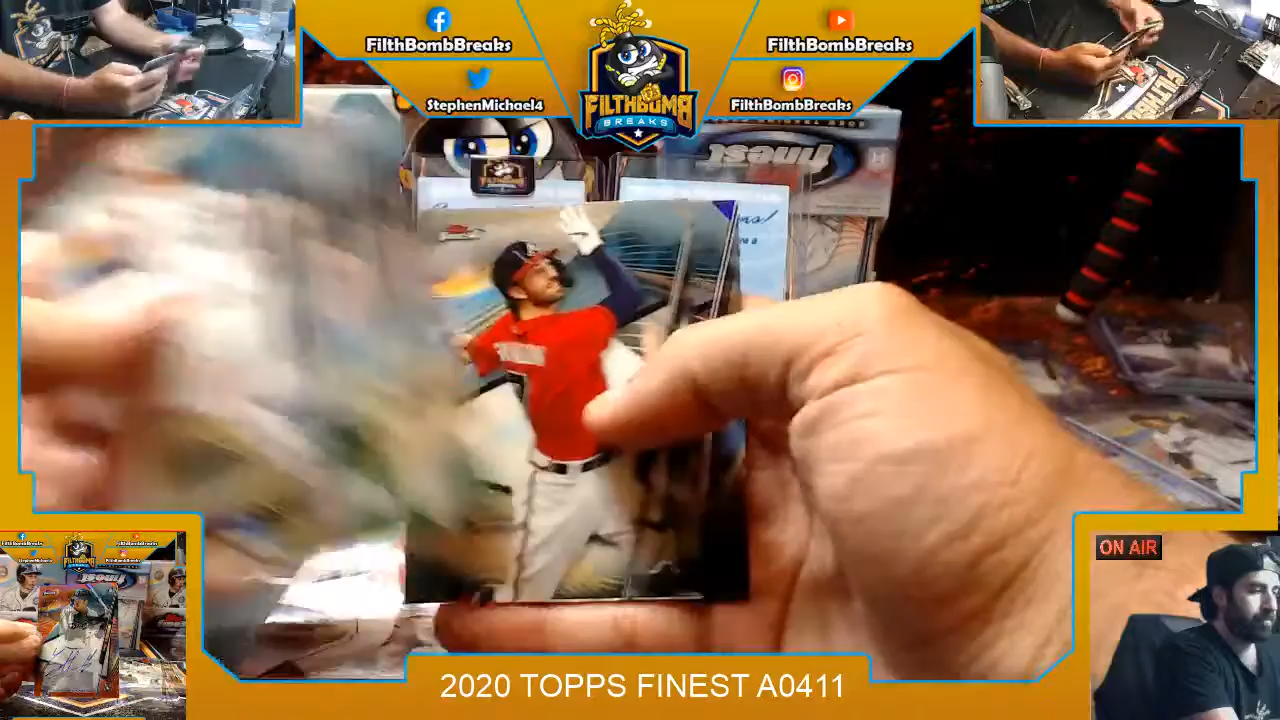 FilthBombBreaks
StephenMichael4
FILTHBOMB
BREAKS
FilthBombBreaks
FilthBombBreaks
finest
ON AIR
2020 TOPPS FINEST A0411